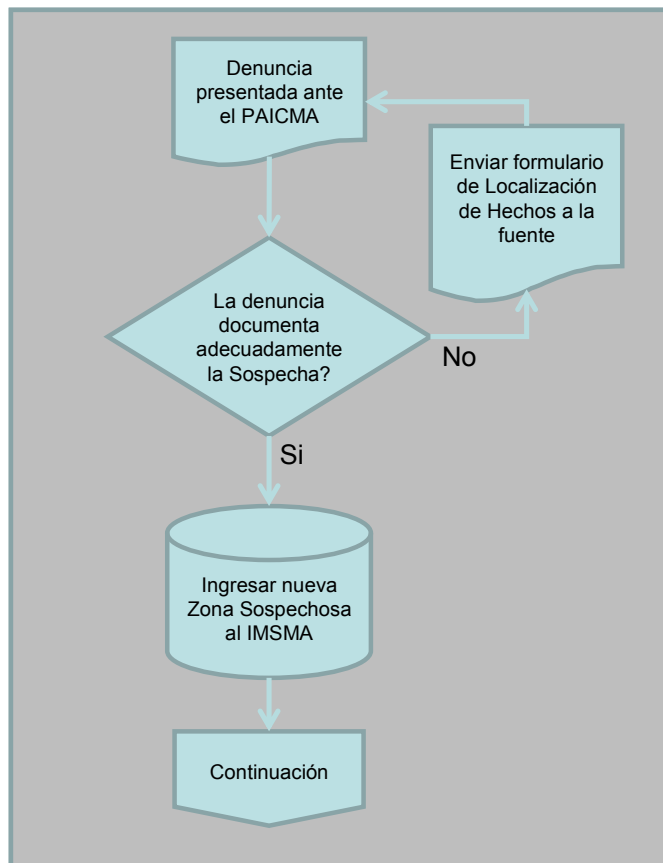 Denuncia
presentada ante
el PAICMA
Enviar formulario
de Localización
de Hechos a la
fuente
La denuncia
documenta
adecuadamente
la Sospecha?
No
Si
Ingresar nueva
Zona Sospechosa
al IMSMA
Continuación